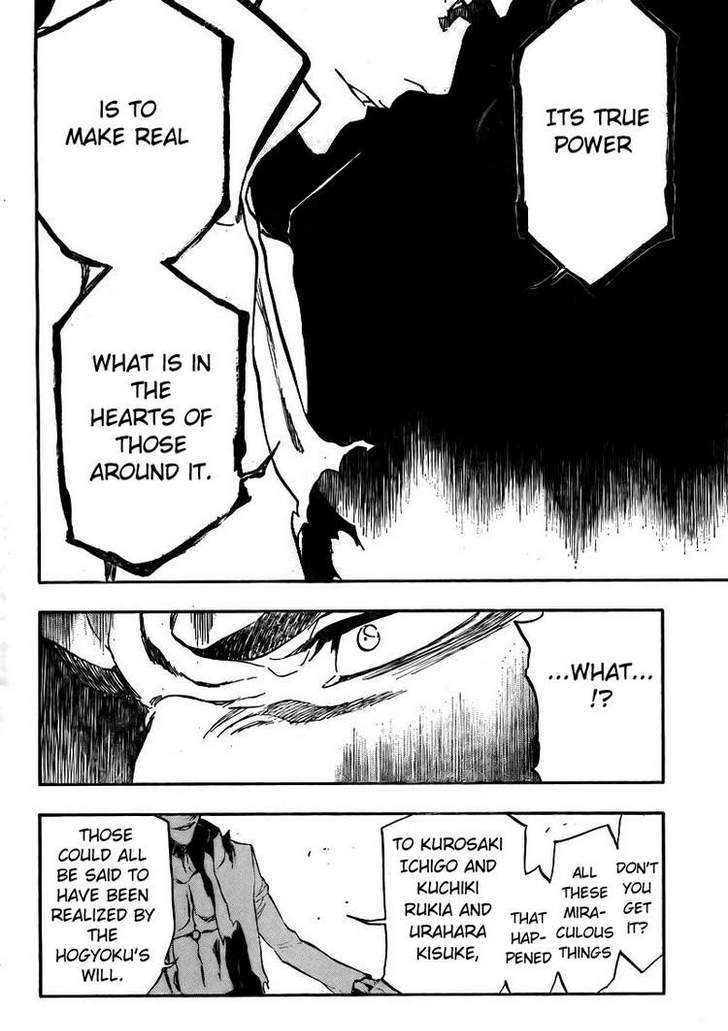 ITS TRUE
POWER
IS TO
MAKE REAL
WHAT IS IN
THE
HEARTS OF
THOSE
AROUND IT.
...WHAT...
!?
DON'T
YOU
GET
IT?
ALL
THESE
MIRA-
CULOUS
THINGS
THAT
HAP-
PENED
TO KUROSAKI
ICHIGO AND
KUCHIKI
RUKIA AND
URAHARA
KISUKE,
THOSE
COULD ALL
BE SAID TO
HAVE BEEN
REALIZED BY
THE
HOGYOKU'S
WILL.